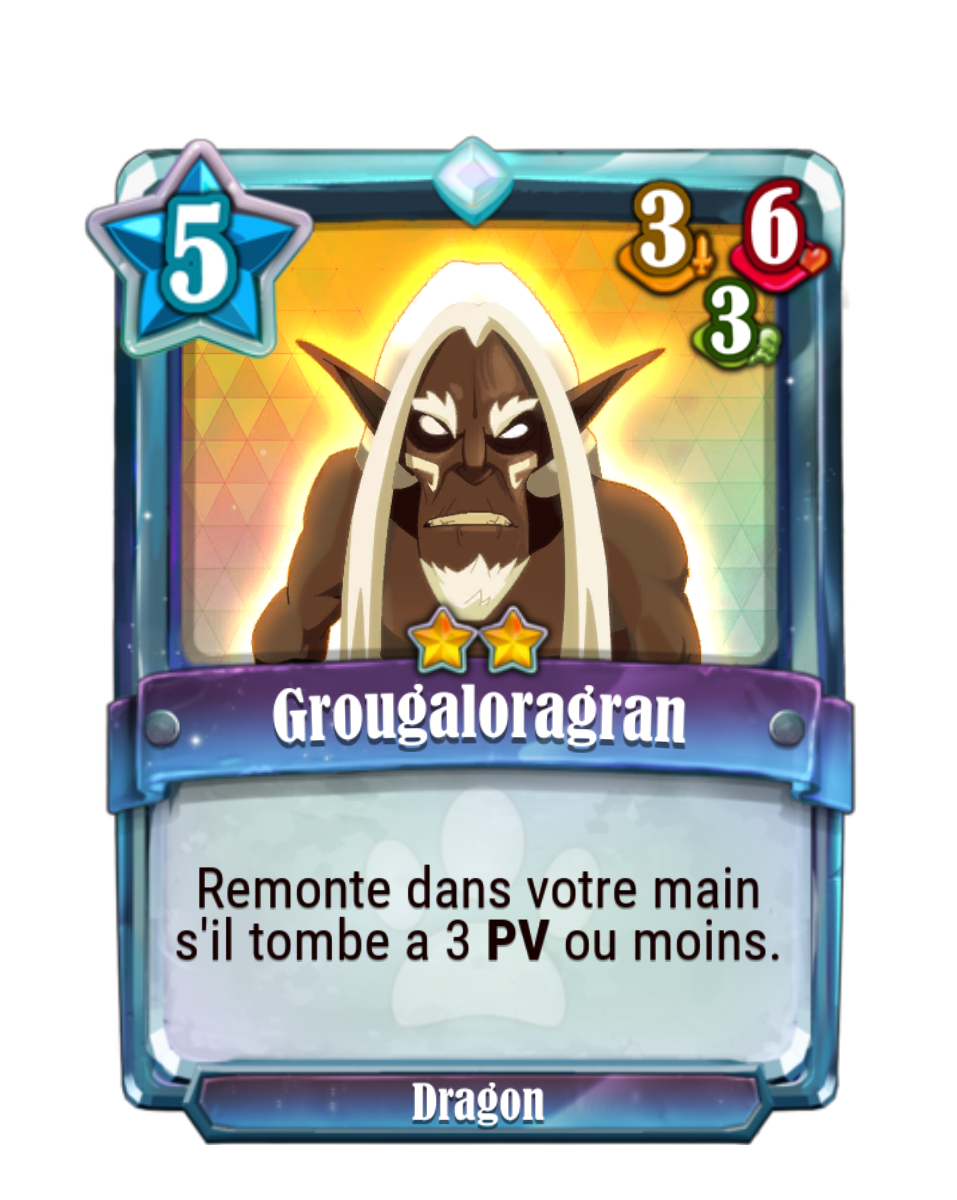 5
3 6
3
Grougaloragran
Remonte dans votre main
s'il tombe a 3 PV ou moins.
Dragon